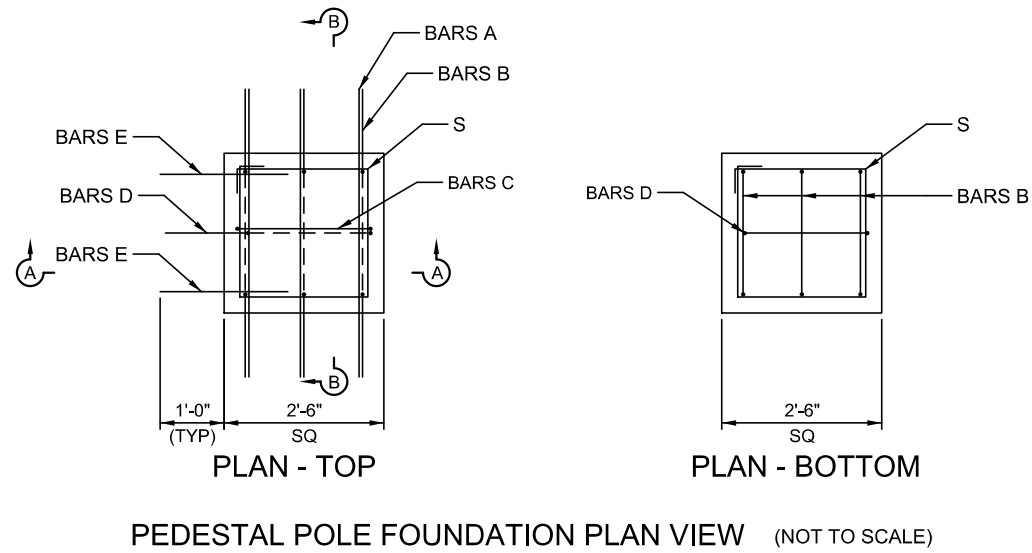 B
BARS A
BARS B
BARS E
S
BARS C
BARS D
BARS E
A
A
B
1'-0"
(TYP)
2'-6"
SQ
PLAN - TOP
S
BARS D
BARS B
2'-6"
SQ
PLAN - BOTTOM
PEDESTAL POLE FOUNDATION PLAN VIEW (NOT TO SCALE)